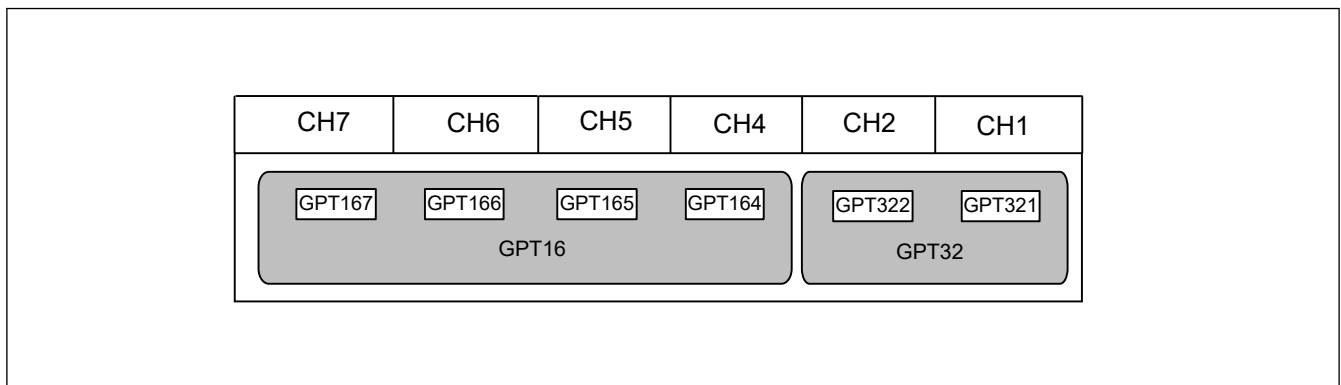 CH7 CH6 CH5 CH4 CH2 CH1
GPT167 GPT166 GPT165 GPT164 GPT322 GPT321
GPT16 GPT32